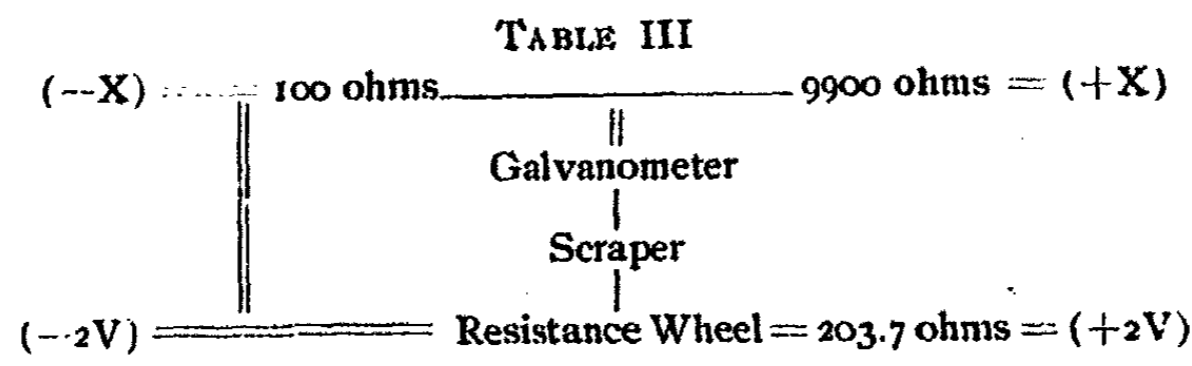 TABLE III
(--X) 100 ohms 9900 ohms = (+X)
Galvanometer
Scraper
(-2V) Resistance Wheel = 203.7 ohms = (+2V)